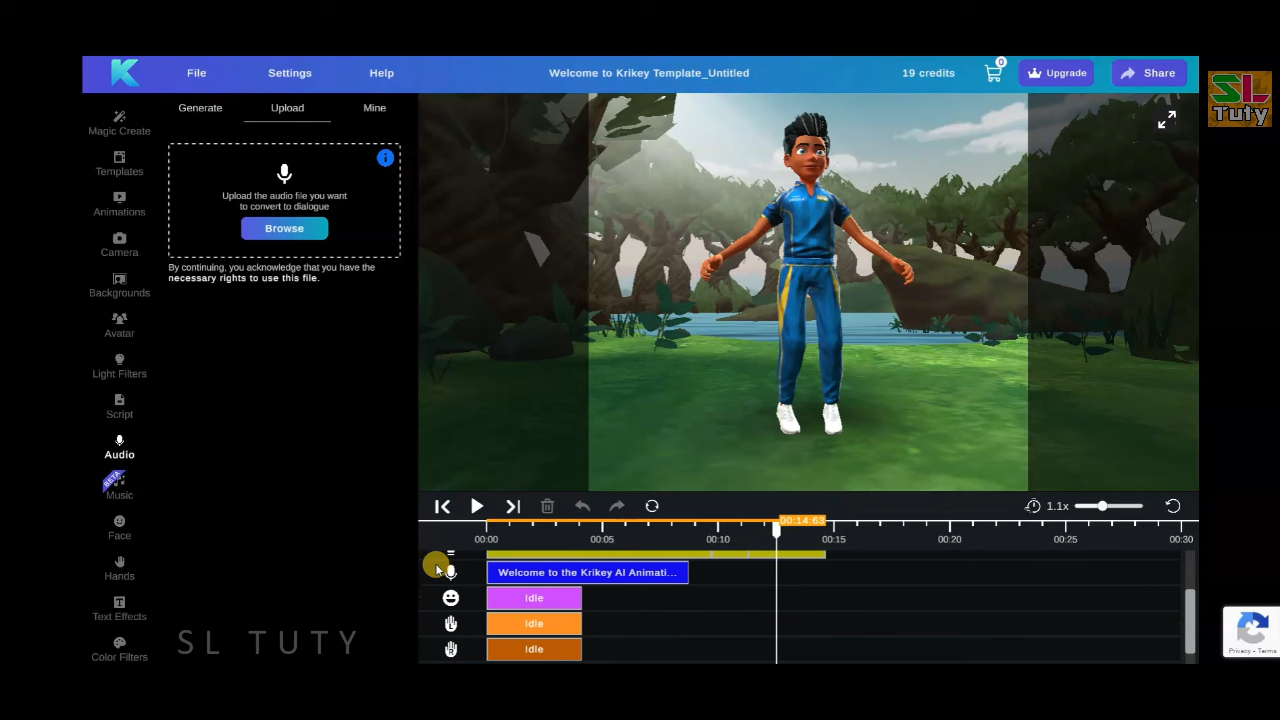 File Settings Help
Welcome to Krikey Template_Untitled
19 credits 0 Upgrade Share
SL
Tuty
Generate Upload Mine
Magic Create
Templates
Animations
Camera
Backgrounds
Avatar
Light Filters
Script
Audio
BETA
Music
Face
Hands
Text Effects
Color Filters
Upload the audio file you want
to convert to dialogue
Browse
By continuing, you acknowledge that you have the
necessary rights to use this file.
SL TUTY
1.1x
00:14:63
00:00 00:05 00:10 00:15 00:20 00:25 00:30
Welcome to the Krikey AI Animati...
Idle
Idle
Idle
Privacy - Terms